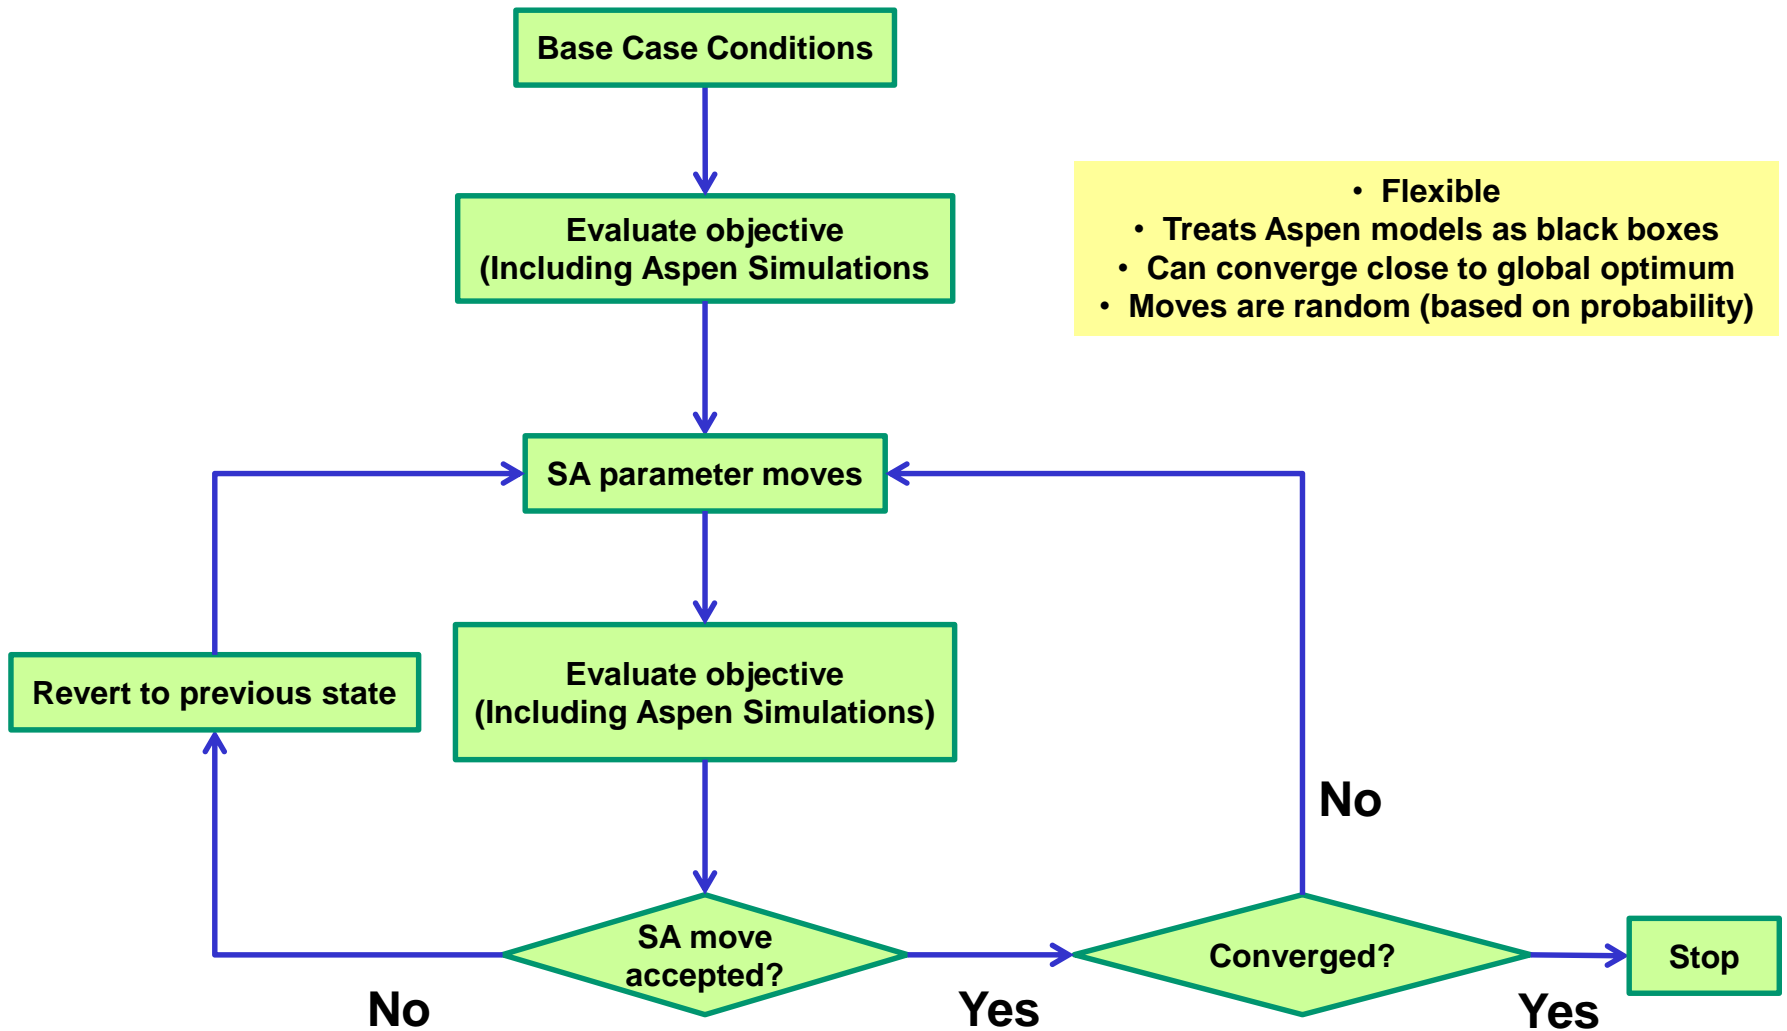 Base Case Conditions
Evaluate objective
(Including Aspen Simulations
• Flexible
• Treats Aspen models as black boxes
• Can converge close to global optimum
• Moves are random (based on probability)
SA parameter moves
Evaluate objective
(Including Aspen Simulations)
Revert to previous state
No
SA move
accepted?
Converged?
Stop
No
Yes
Yes